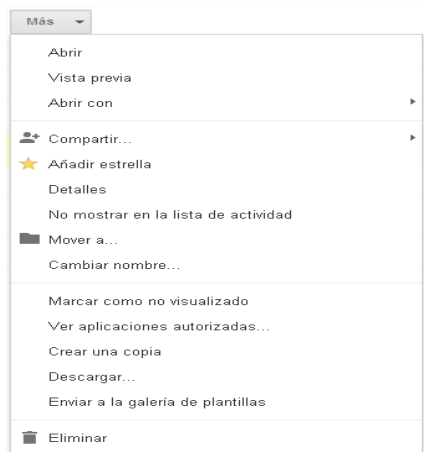 Más
Abrir
Vista previa
Abrir con
Compartir...
Añadir estrella
Detalles
No mostrar en la lista de actividad
Mover a...
Cambiar nombre...
Marcar como no visualizado
Ver aplicaciones autorizadas...
Crear una copia
Descargar...
Enviar a la galería de plantillas
Eliminar